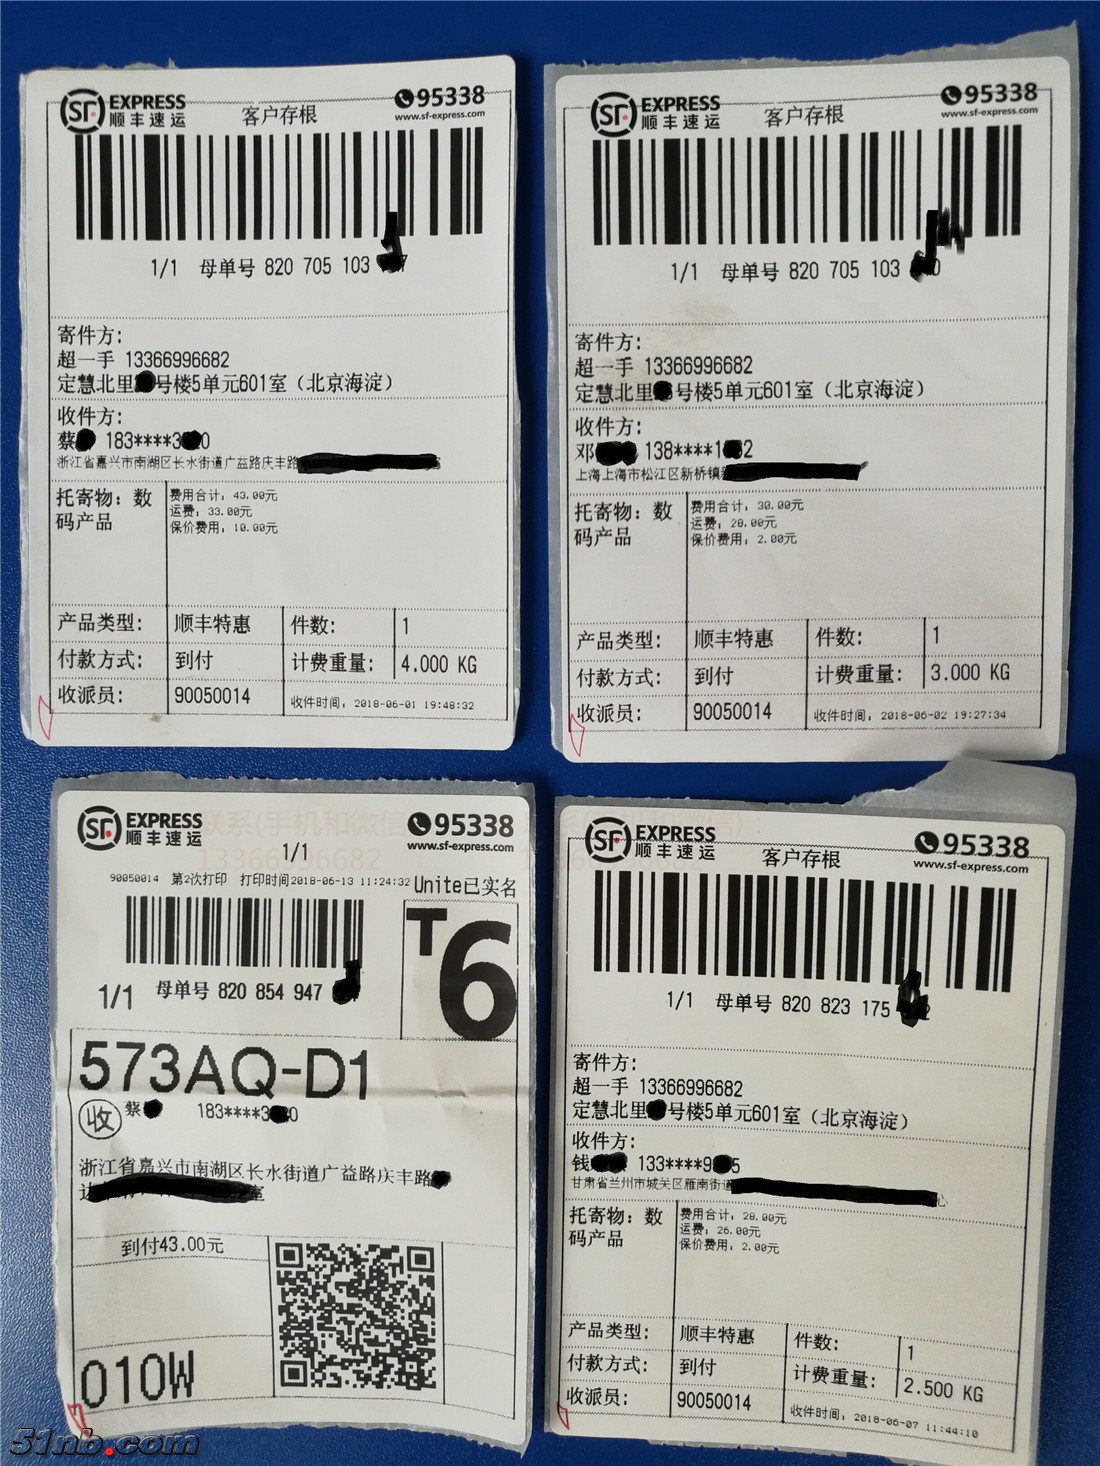 SF EXPRESS
顺丰速运
客户存根
95338
www.sf-express.com
1/1 母单号 820 705 103
寄件方:
超一手 13366996682
定慧北里 号楼5单元601室（北京海淀）
收件方:
蔡 183****3 0
浙江省嘉兴市南湖区长水街道广益路庆丰路
托寄物: 数
码产品
费用合计: 43.00元
运费: 33.00元
保价费用: 10.00元
产品类型: 顺丰特惠 件数: 1
付款方式: 到付 计费重量: 4.000 KG
收派员: 90050014 收件时间, 2018-06-01 19:48:32
SF EXPRESS
顺丰速运
客户存根
95338
www.sf-express.com
1/1 母单号 820 705 103
寄件方:
超一手 13366996682
定慧北里 号楼5单元601室（北京海淀）
收件方:
邓 138****1 2
上海上海市松江区新桥镇
托寄物: 数
码产品
费用合计: 30.00元
运费: 28.00元
保价费用: 2.00元
产品类型: 顺丰特惠 件数: 1
付款方式: 到付 计费重量: 3.000 KG
收派员: 90050014 收件时间, 2018-06-02 19:27:34
SF EXPRESS
顺丰速运
联系(手机和微信
13366996682
95338
www.sf-express.com
1/1
90050014 第2次打印 打印时间2018-06-13 11:24:32 Unite已实名
T6
1/1 母单号 820 854 947
573AQ-D1
收 蔡 183****3 0
浙江省嘉兴市南湖区长水街道广益路庆丰路
室
到付43.00元
010W
SF EXPRESS
顺丰速运
联系(手机和微信):
13366996682
客户存根
95338
www.sf-express.com
1/1 母单号 820 823 175
寄件方:
超一手 13366996682
定慧北里 号楼5单元601室（北京海淀）
收件方:
钱 133****9 5
甘肃省兰州市城关区雁南街道 心
托寄物: 数
码产品
费用合计: 28.00元
运费: 26.00元
保价费用: 2.00元
产品类型: 顺丰特惠 件数: 1
付款方式: 到付 计费重量: 2.500 KG
收派员: 90050014 收件时间, 2018-06-07 11:44:10
51nb.com